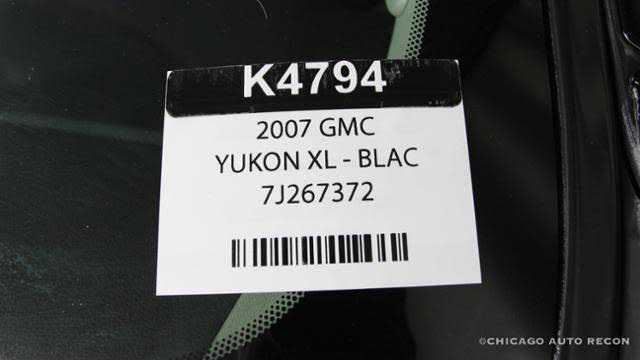 K4794
2007 GMC
YUKON XL - BLAC
7J267372
©CHICAGO AUTO RECON